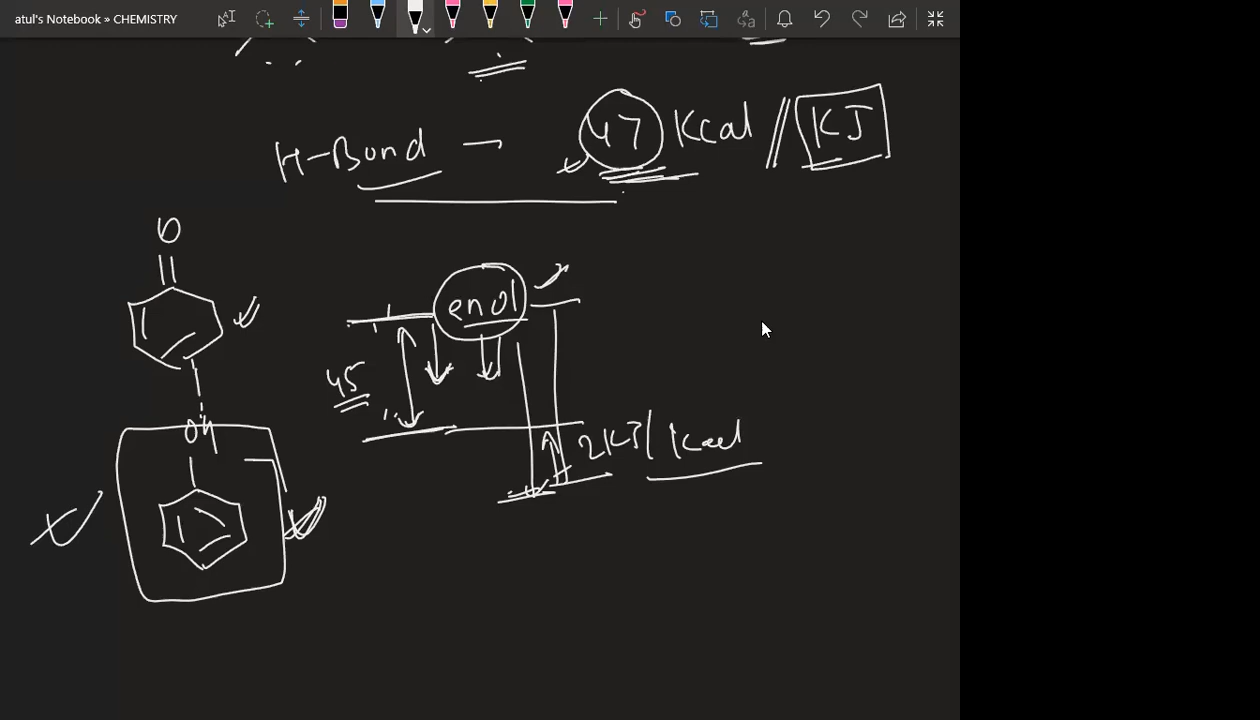 atul's Notebook » CHEMISTRY
H-Bond → 47 Kcal // KJ
O
enol
45
OH
2KJ / Kcal